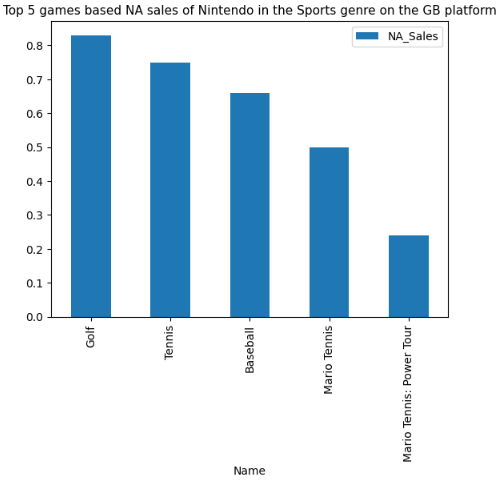 Top 5 games based NA sales of Nintendo in the Sports genre on the GB platform
NA_Sales
0.8
0.7
0.6
0.5
0.4
0.3
0.2
0.1
0.0
Golf
Tennis
Baseball
Mario Tennis
Mario Tennis: Power Tour
Name